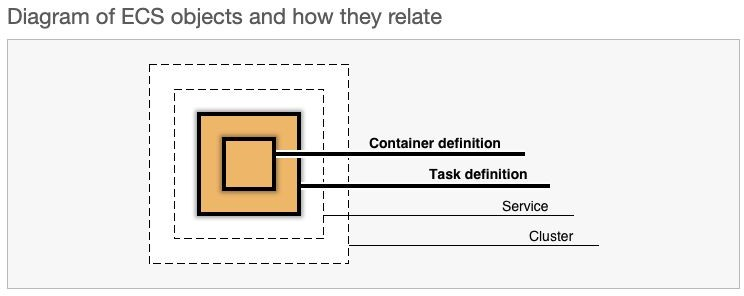 Diagram of ECS objects and how they relate
Container definition
Task definition
Service
Cluster